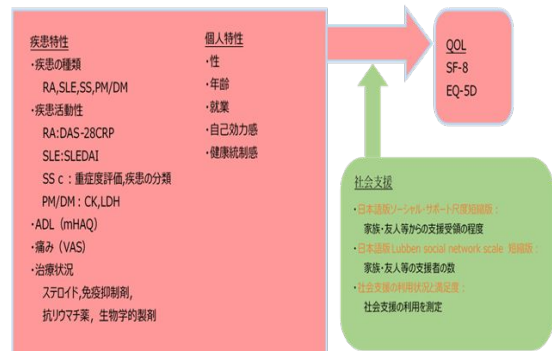 疾患特性
・疾患の種類
RA,SLE,SS,PM/DM
・疾患活動性
RA:DAS-28CRP
SLE:SLEDAI
SSc:重症度評価,疾患の分類
PM/DM:CK,LDH
・ADL(mHAQ)
・痛み(VAS)
・治療状況
ステロイド,免疫抑制剤,
抗リウマチ薬,生物学的製剤
個人特性
・性
・年齢
・就業
・自己効力感
・健康統制感
QOL
SF-8
EQ-5D
社会支援
・日本語版ソーシャル・サポート尺度短縮版:
家族・友人等からの支援受領の程度
・日本語版Lubben social network scale 短縮版:
家族・友人等の支援者の数
・社会支援の利用状況と満足度:
社会支援の利用を測定